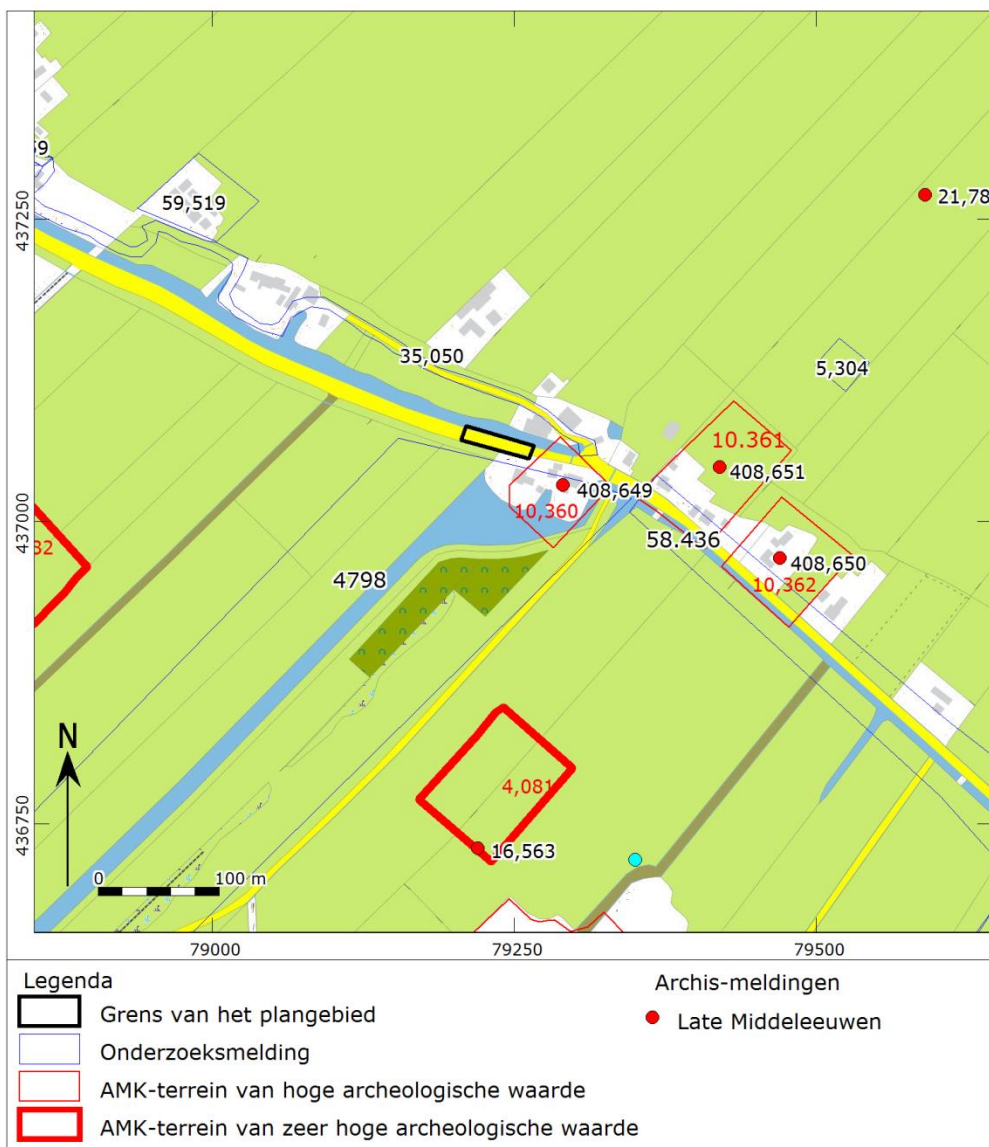 59
59,519
437250
21,78
35,050
5,304
10.361
408,651
408,649
10,360
437000
58.436
32
4798
408,650
10,362
N
4,081
436750
16,563
0 100 m
79000 79250 79500
Legenda
Grens van het plangebied
Onderzoeksmelding
AMK-terrein van hoge archeologische waarde
AMK-terrein van zeer hoge archeologische waarde
Archis-meldingen
Late Middeleeuwen